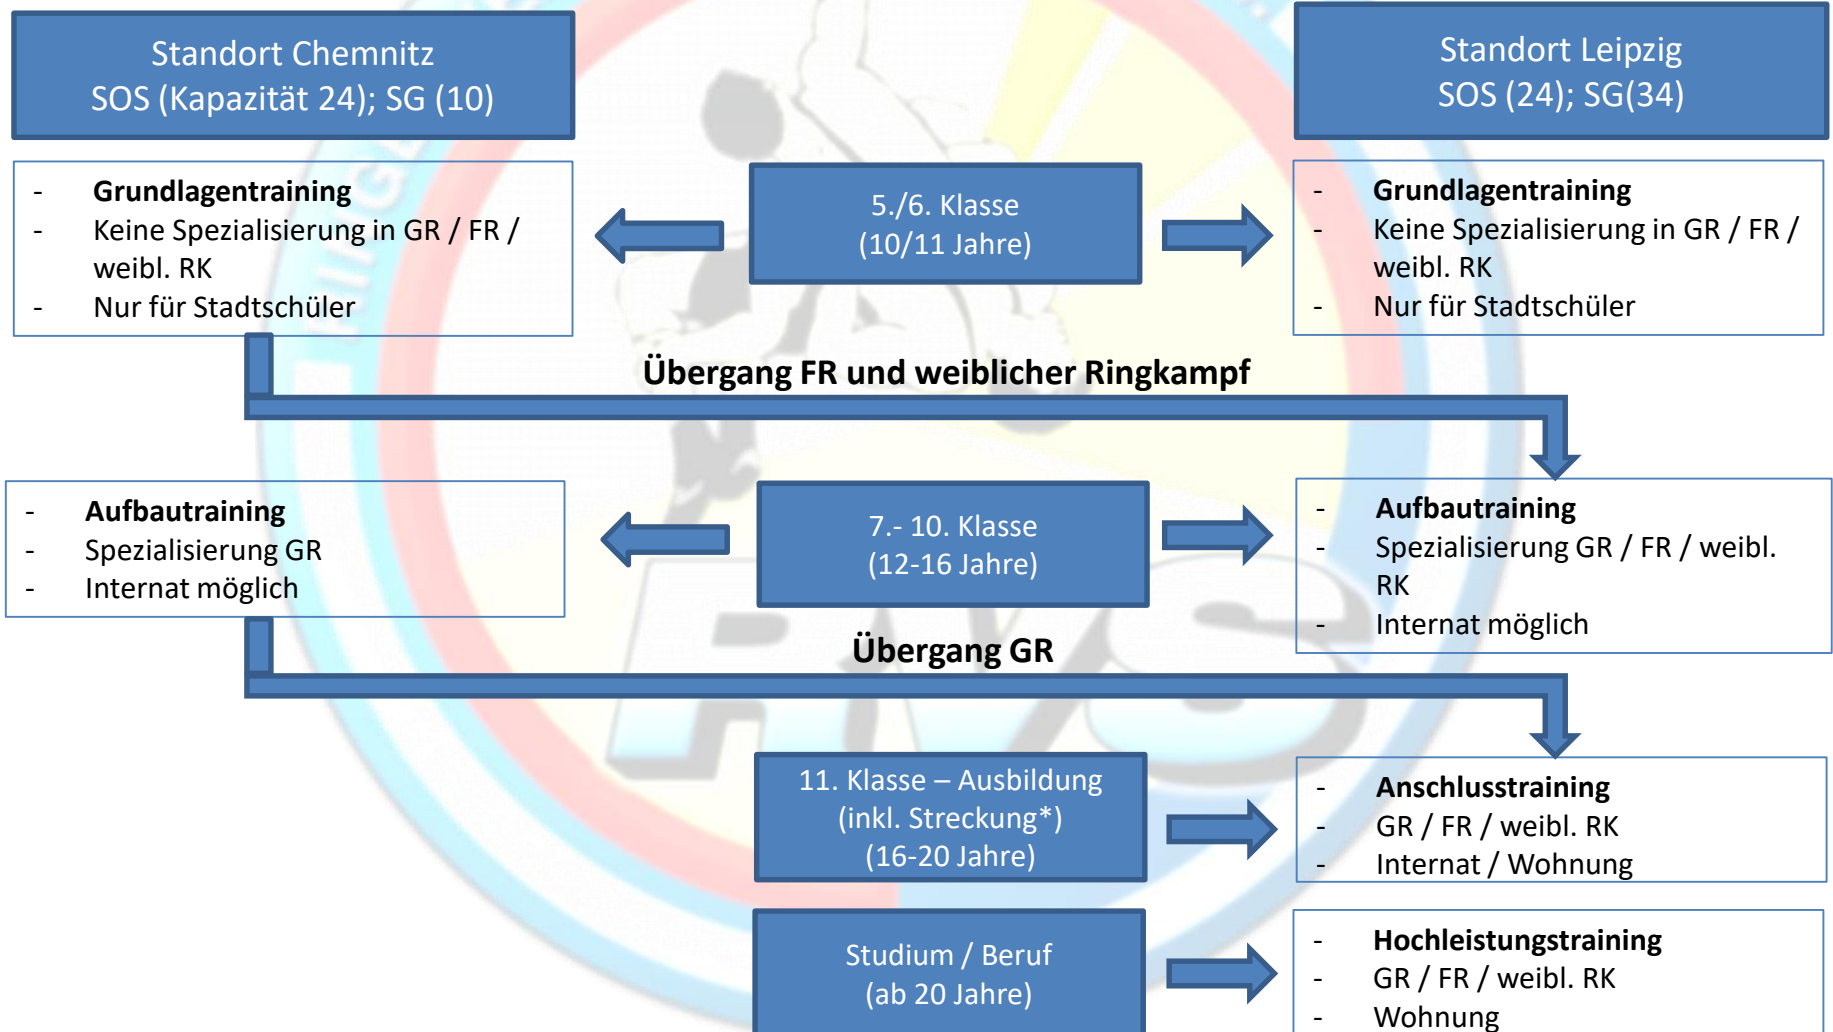 Standort Chemnitz
SOS (Kapazität 24); SG (10)
Standort Leipzig
SOS (24); SG(34)
- Grundlagentraining
- Keine Spezialisierung in GR / FR /
weibl. RK
- Nur für Stadtschüler
5./6. Klasse
(10/11 Jahre)
- Grundlagentraining
- Keine Spezialisierung in GR / FR /
weibl. RK
- Nur für Stadtschüler
Übergang FR und weiblicher Ringkampf
- Aufbautraining
- Spezialisierung GR
- Internat möglich
7.- 10. Klasse
(12-16 Jahre)
- Aufbautraining
- Spezialisierung GR / FR / weibl.
RK
- Internat möglich
Übergang GR
11. Klasse – Ausbildung
(inkl. Streckung*)
(16-20 Jahre)
- Anschlusstraining
- GR / FR / weibl. RK
- Internat / Wohnung
Studium / Beruf
(ab 20 Jahre)
- Hochleistungstraining
- GR / FR / weibl. RK
- Wohnung
RVS